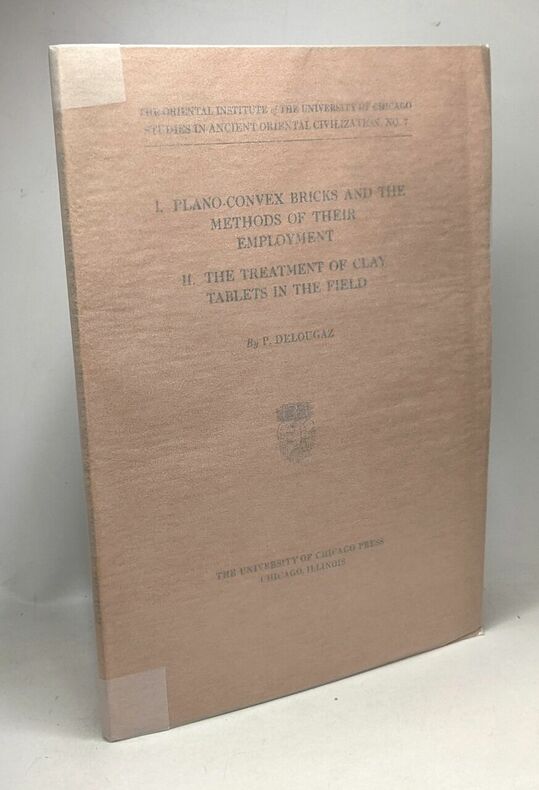 THE ORIENTAL INSTITUTE of THE UNIVERSITY OF CHICAGO
STUDIES IN ANCIENT ORIENTAL CIVILIZATION, NO. 7
I. PLANO-CONVEX BRICKS AND THE
METHODS OF THEIR
EMPLOYMENT
II. THE TREATMENT OF CLAY
TABLETS IN THE FIELD
By P. DELOUGAZ
THE UNIVERSITY OF CHICAGO PRESS
CHICAGO, ILLINOIS